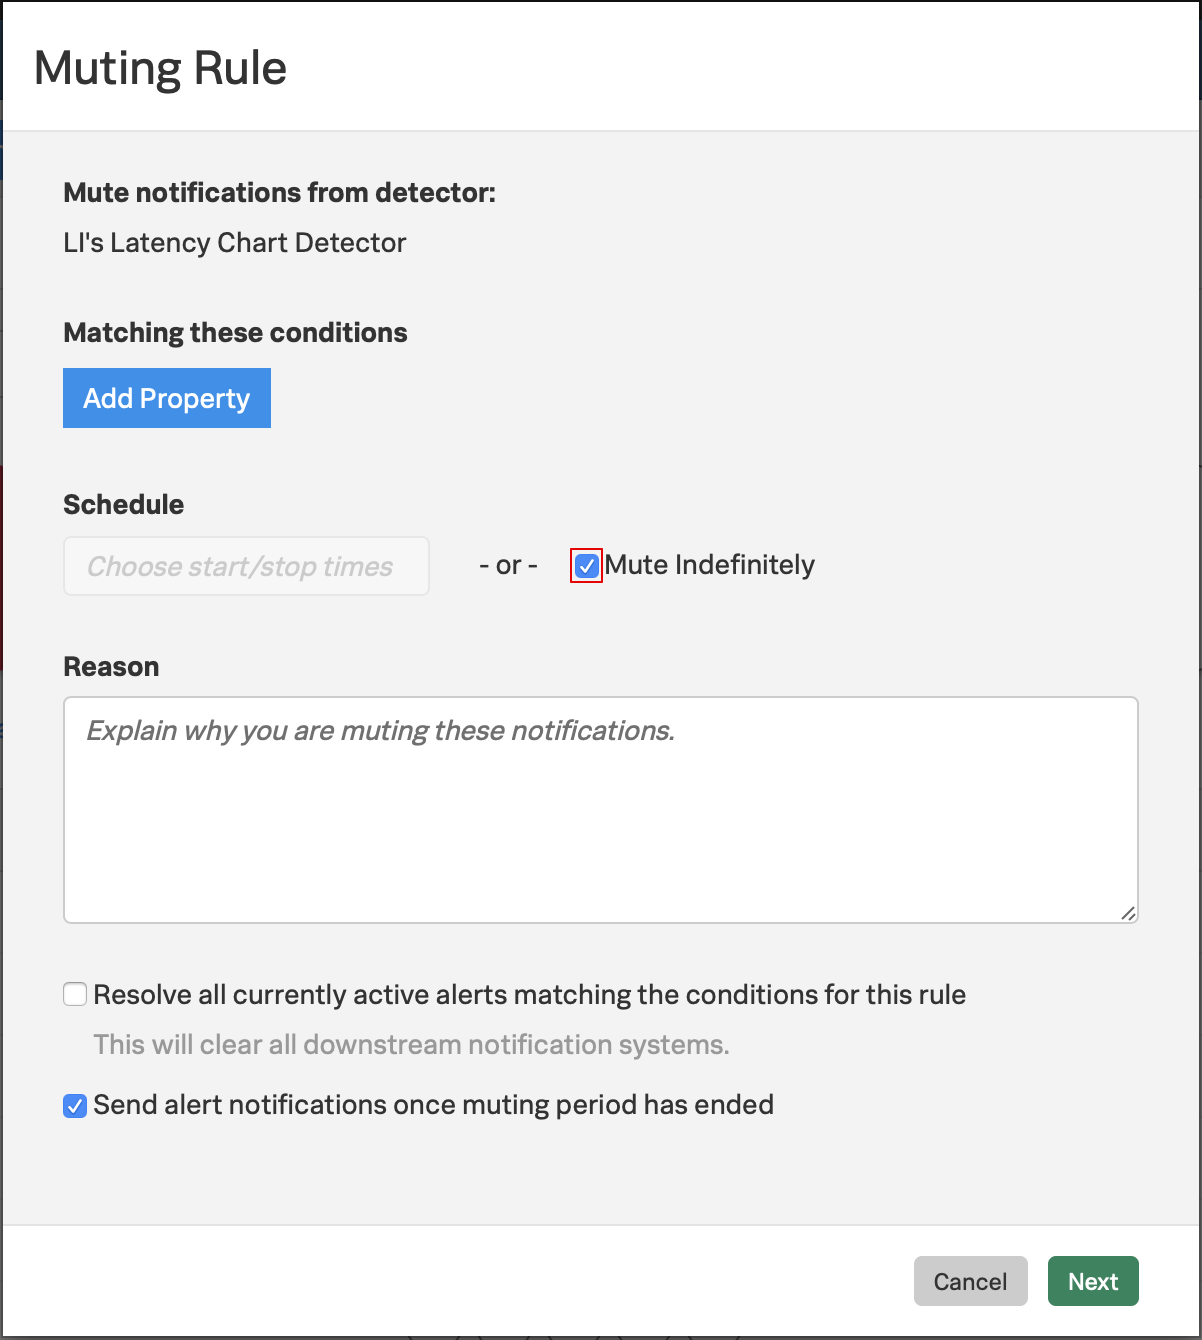 Muting Rule
Mute notifications from detector:
LI's Latency Chart Detector
Matching these conditions
Add Property
Schedule
Choose start/stop times
- or -
Mute Indefinitely
Reason
Explain why you are muting these notifications.
Resolve all currently active alerts matching the conditions for this rule
This will clear all downstream notification systems.
Send alert notifications once muting period has ended
Cancel
Next